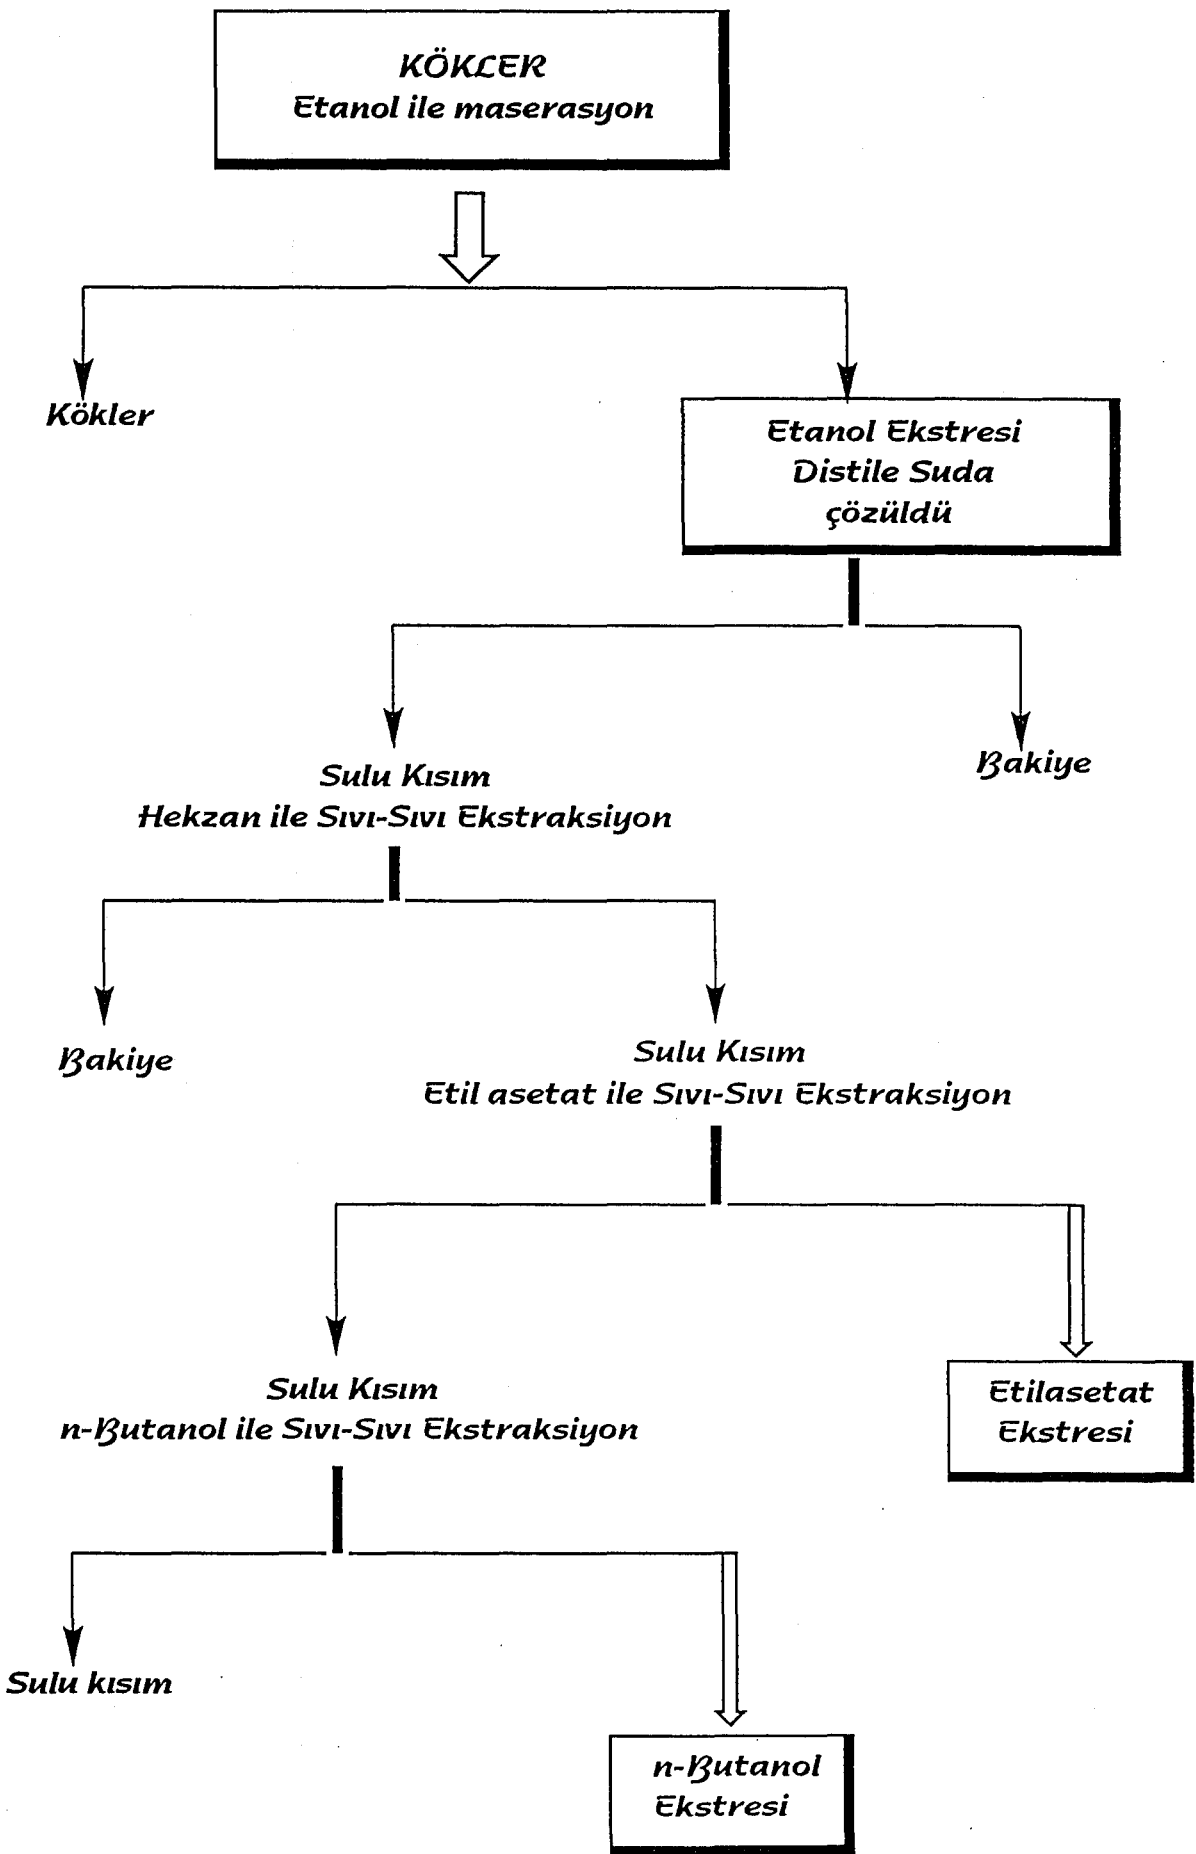 KÖKLER
Etanol ile maserasyon
Kökler
Etanol Ekstresi
Distile Suda
çözüldü
Sulu Kısım
Hekzan ile Sıvı-Sıvı Ekstraksiyon
Bakiye
Bakiye
Sulu Kısım
Etil asetat ile Sıvı-Sıvı Ekstraksiyon
Sulu Kısım
n-Butanol ile Sıvı-Sıvı Ekstraksiyon
Etilasetat
Ekstresi
Sulu kısım
n-Butanol
Ekstresi